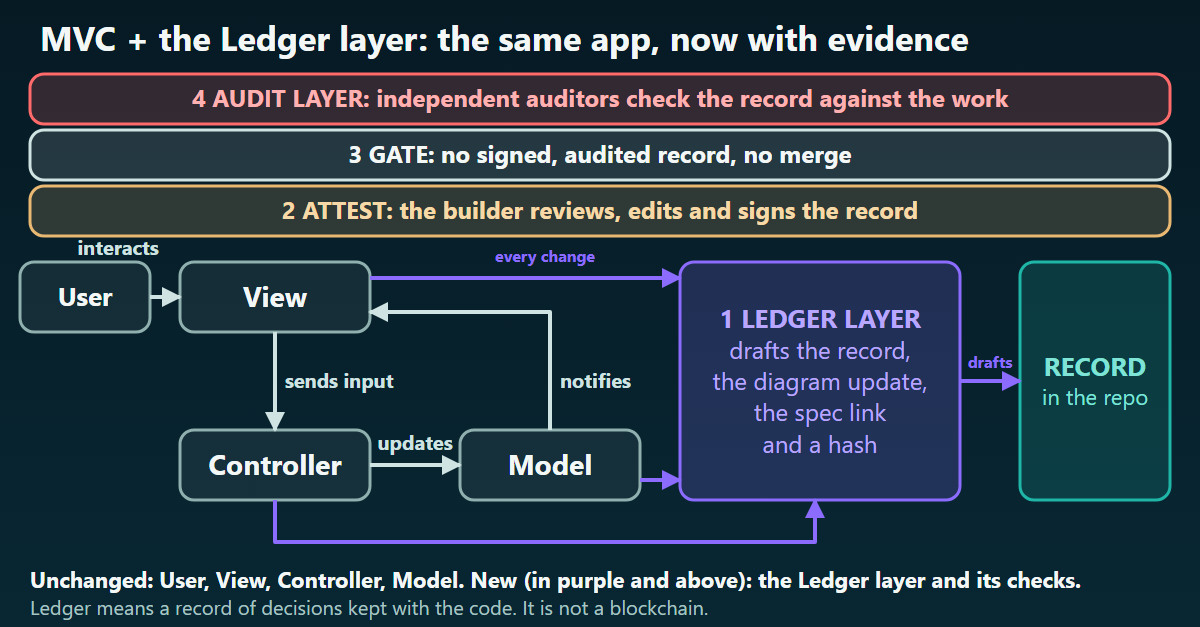 MVC + the Ledger layer: the same app, now with evidence
4 AUDIT LAYER: independent auditors check the record against the work
3 GATE: no signed, audited record, no merge
2 ATTEST: the builder reviews, edits and signs the record
interacts
every change
User
View
1 LEDGER LAYER
drafts the record,
the diagram update,
the spec link
and a hash
drafts
RECORD
in the repo
sends input
notifies
updates
Controller
Model
Unchanged: User, View, Controller, Model. New (in purple and above): the Ledger layer and its checks.
Ledger means a record of decisions kept with the code. It is not a blockchain.